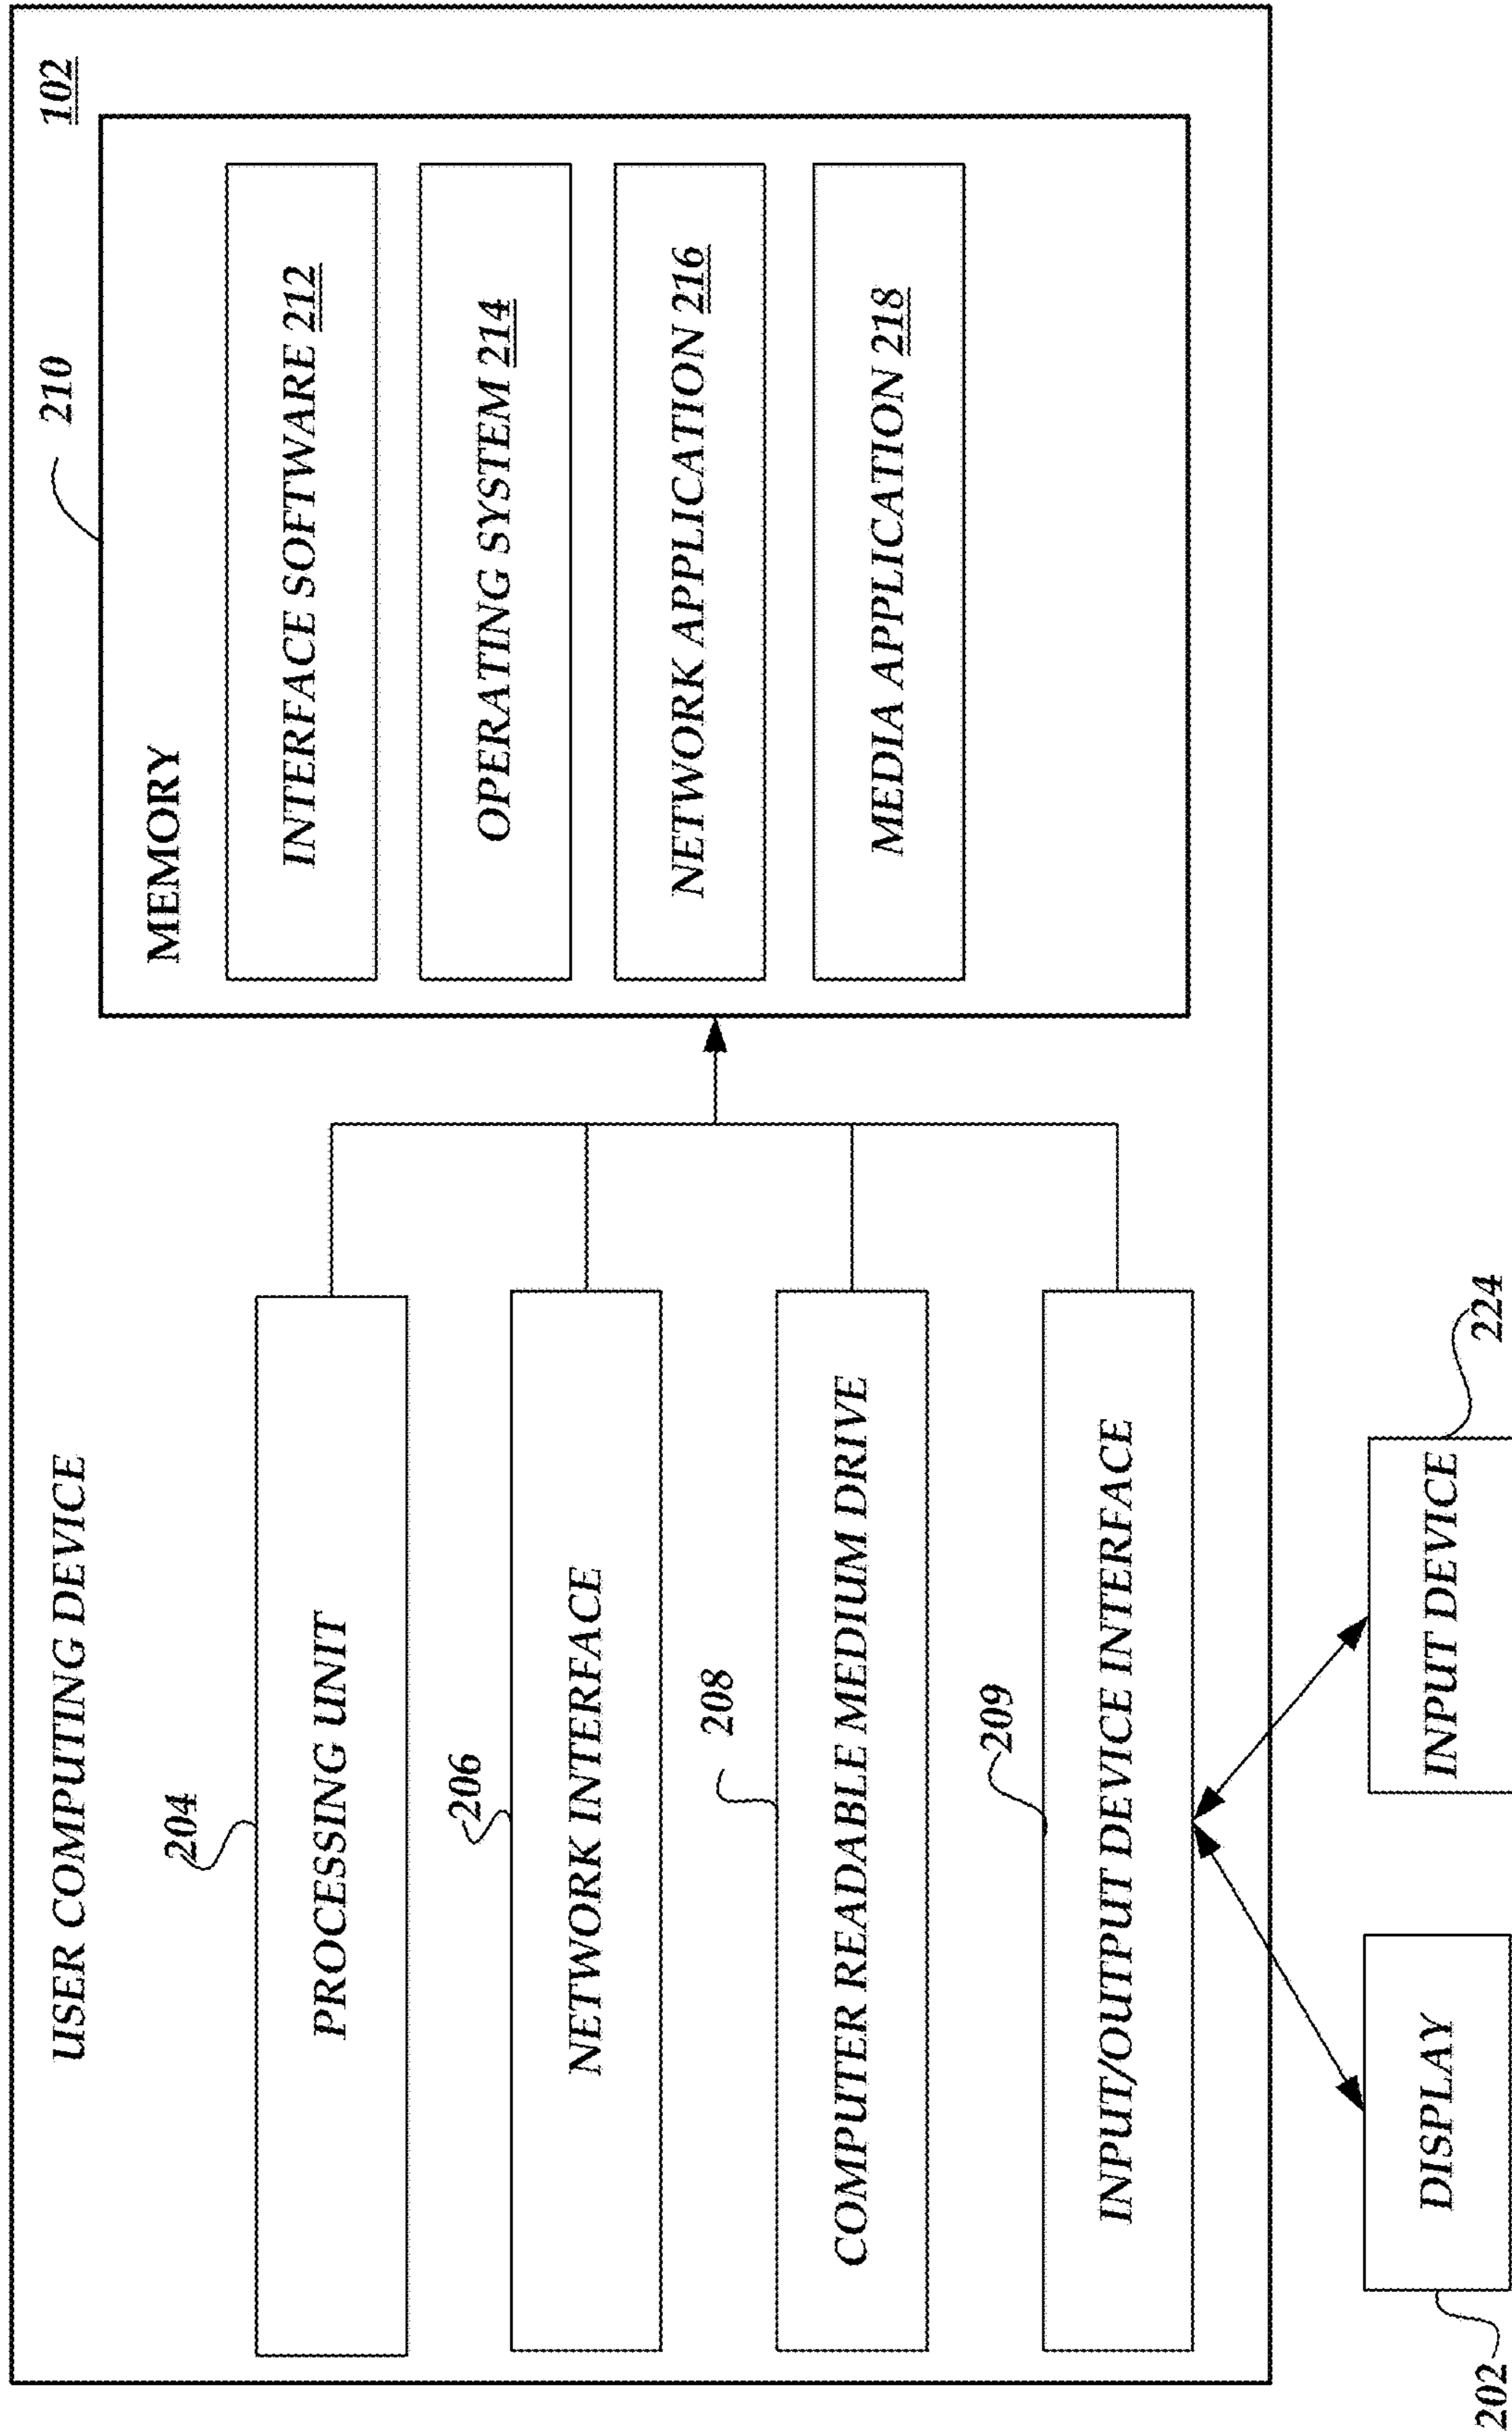 USER COMPUTING DEVICE
102
210
MEMORY
INTERFACE SOFTWARE 212
OPERATING SYSTEM 214
NETWORK APPLICATION 216
MEDIA APPLICATION 218
204
PROCESSING UNIT
206
NETWORK INTERFACE
208
COMPUTER READABLE MEDIUM DRIVE
209
INPUT/OUTPUT DEVICE INTERFACE
202
DISPLAY
INPUT DEVICE
224